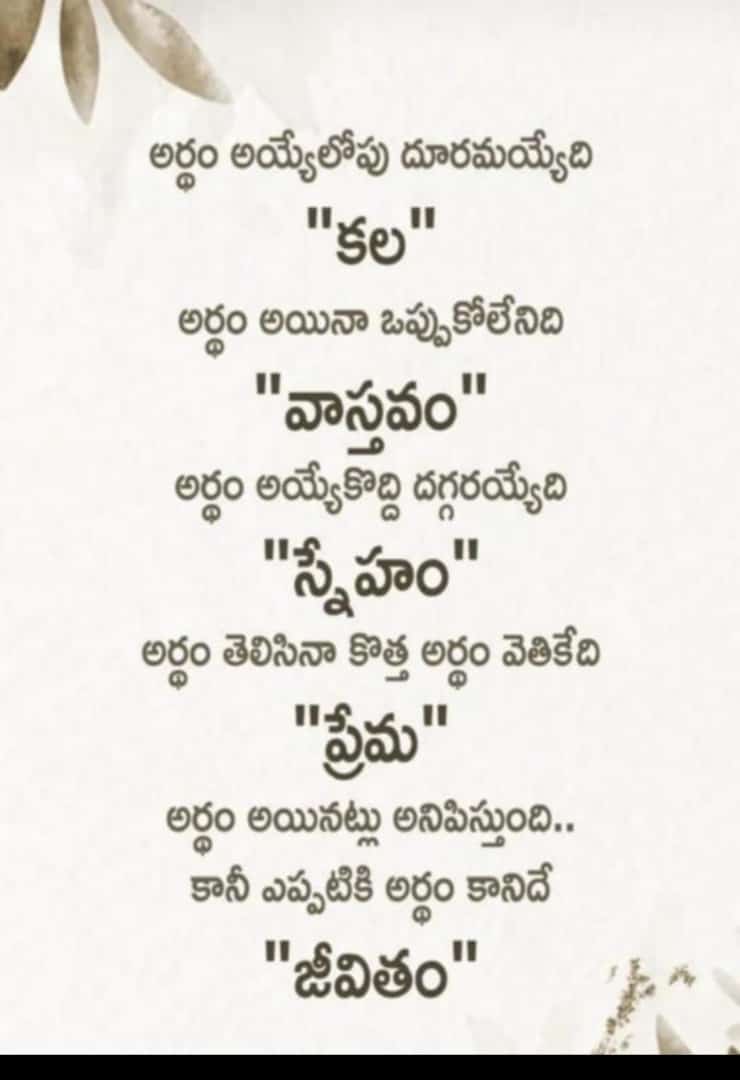 అర్థం అయ్యేలోపు దూరమయ్యేది
"కల"
అర్థం అయినా ఒప్పుకోలేనిది
"వాస్తవం"
అర్థం అయ్యేకొద్ది దగ్గరయ్యేది
"స్నేహం"
అర్థం తెలిసినా కొత్త అర్థం వెతికేది
"ప్రేమ"
అర్థం అయినట్లు అనిపిస్తుంది..
కానీ ఎప్పటికి అర్థం కానిదే
"జీవితం"